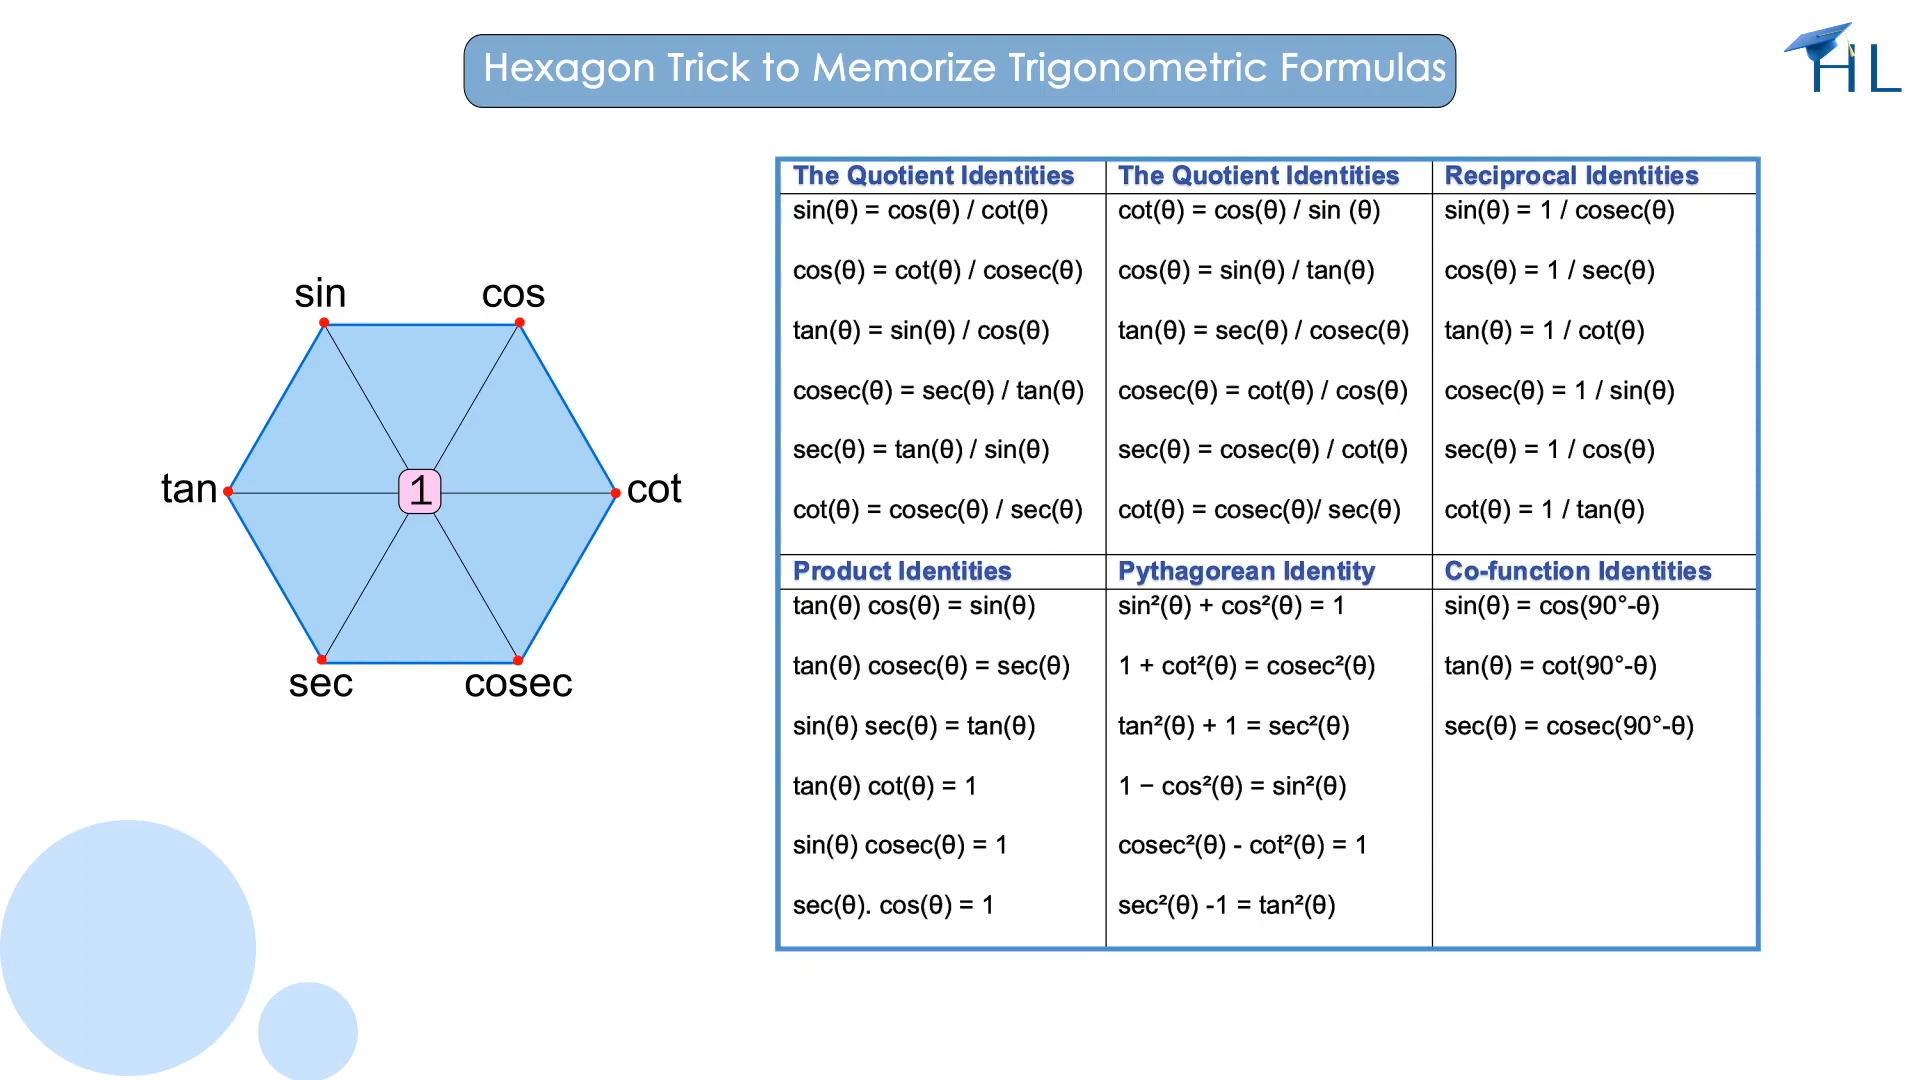 Hexagon Trick to Memorize Trigonometric Formulas
HL
sin
cos
tan
1
cot
sec
cosec
The Quotient Identities
sin(θ) = cos(θ) / cot(θ)
cos(θ) = cot(θ) / cosec(θ)
tan(θ) = sin(θ) / cos(θ)
cosec(θ) = sec(θ) / tan(θ)
sec(θ) = tan(θ) / sin(θ)
cot(θ) = cosec(θ) / sec(θ)
The Quotient Identities
cot(θ) = cos(θ) / sin (θ)
cos(θ) = sin(θ) / tan(θ)
tan(θ) = sec(θ) / cosec(θ)
cosec(θ) = cot(θ) / cos(θ)
sec(θ) = cosec(θ) / cot(θ)
cot(θ) = cosec(θ)/ sec(θ)
Reciprocal Identities
sin(θ) = 1 / cosec(θ)
cos(θ) = 1 / sec(θ)
tan(θ) = 1 / cot(θ)
cosec(θ) = 1 / sin(θ)
sec(θ) = 1 / cos(θ)
cot(θ) = 1 / tan(θ)
Product Identities
tan(θ) cos(θ) = sin(θ)
tan(θ) cosec(θ) = sec(θ)
sin(θ) sec(θ) = tan(θ)
tan(θ) cot(θ) = 1
sin(θ) cosec(θ) = 1
sec(θ). cos(θ) = 1
Pythagorean Identity
sin²(θ) + cos²(θ) = 1
1 + cot²(θ) = cosec²(θ)
tan²(θ) + 1 = sec²(θ)
1 − cos²(θ) = sin²(θ)
cosec²(θ) - cot²(θ) = 1
sec²(θ) -1 = tan²(θ)
Co-function Identities
sin(θ) = cos(90°-θ)
tan(θ) = cot(90°-θ)
sec(θ) = cosec(90°-θ)